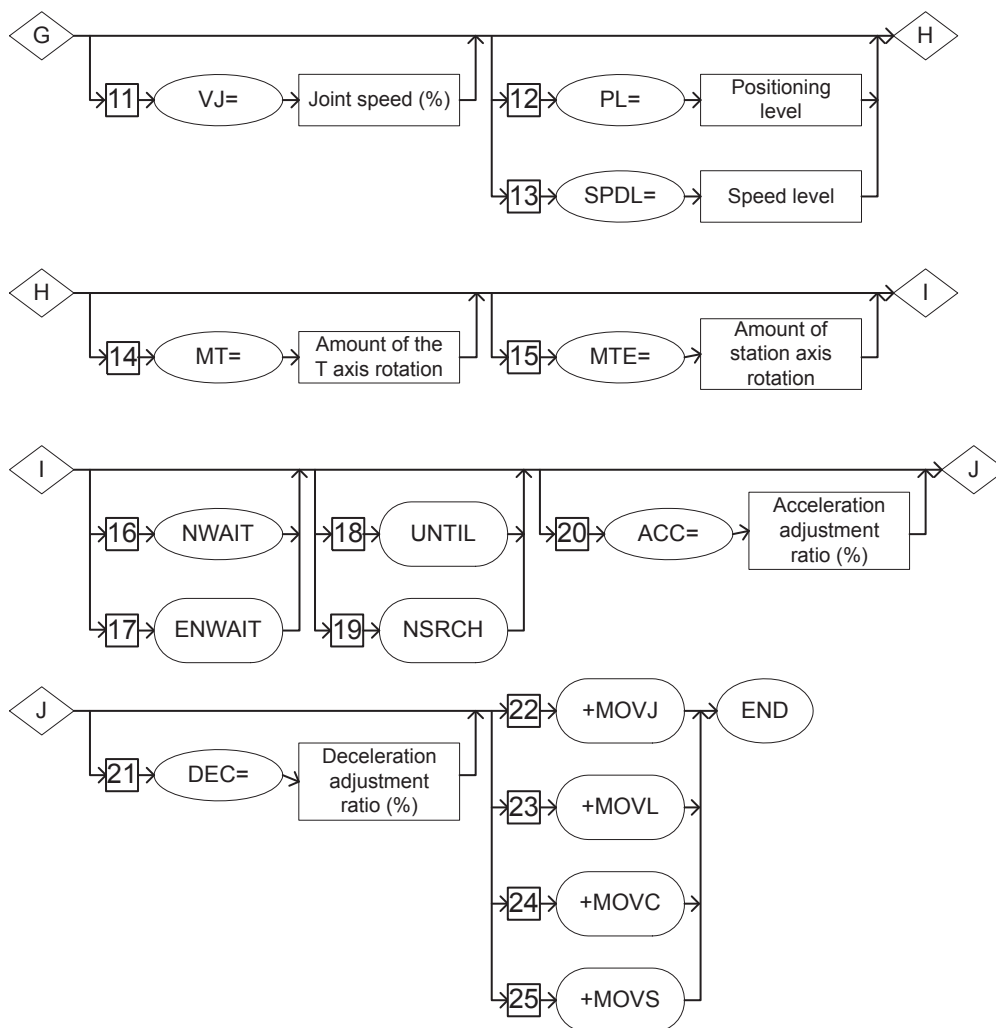 G
H
11
VJ=
Joint speed (%)
12
PL=
Positioning
level
13
SPDL=
Speed level
H
I
14
MT=
Amount of the
T axis rotation
15
MTE=
Amount of
station axis
rotation
I
J
16
NWAIT
18
UNTIL
20
ACC=
Acceleration
adjustment
ratio (%)
17
ENWAIT
19
NSRCH
J
22
+MOVJ
END
21
DEC=
Deceleration
adjustment
ratio (%)
23
+MOVL
24
+MOVC
25
+MOVS